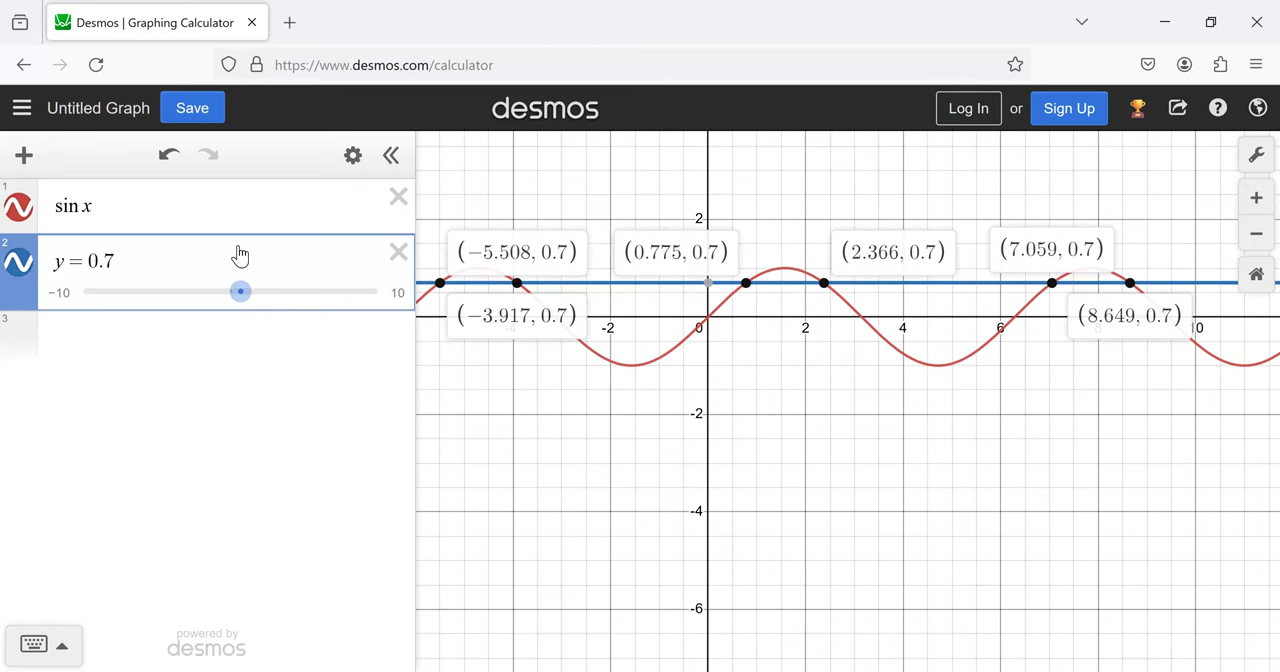 Desmos | Graphing Calculator
https://www.desmos.com/calculator
Untitled Graph
Save
desmos
Log In
or
Sign Up
1
sin x
2
y = 0.7
−10
10
3
powered by
desmos
(−5.508, 0.7)
(0.775, 0.7)
(2.366, 0.7)
(7.059, 0.7)
(−3.917, 0.7)
(8.649, 0.7)
2
-4
-2
0
2
4
6
8
10
-2
-4
-6